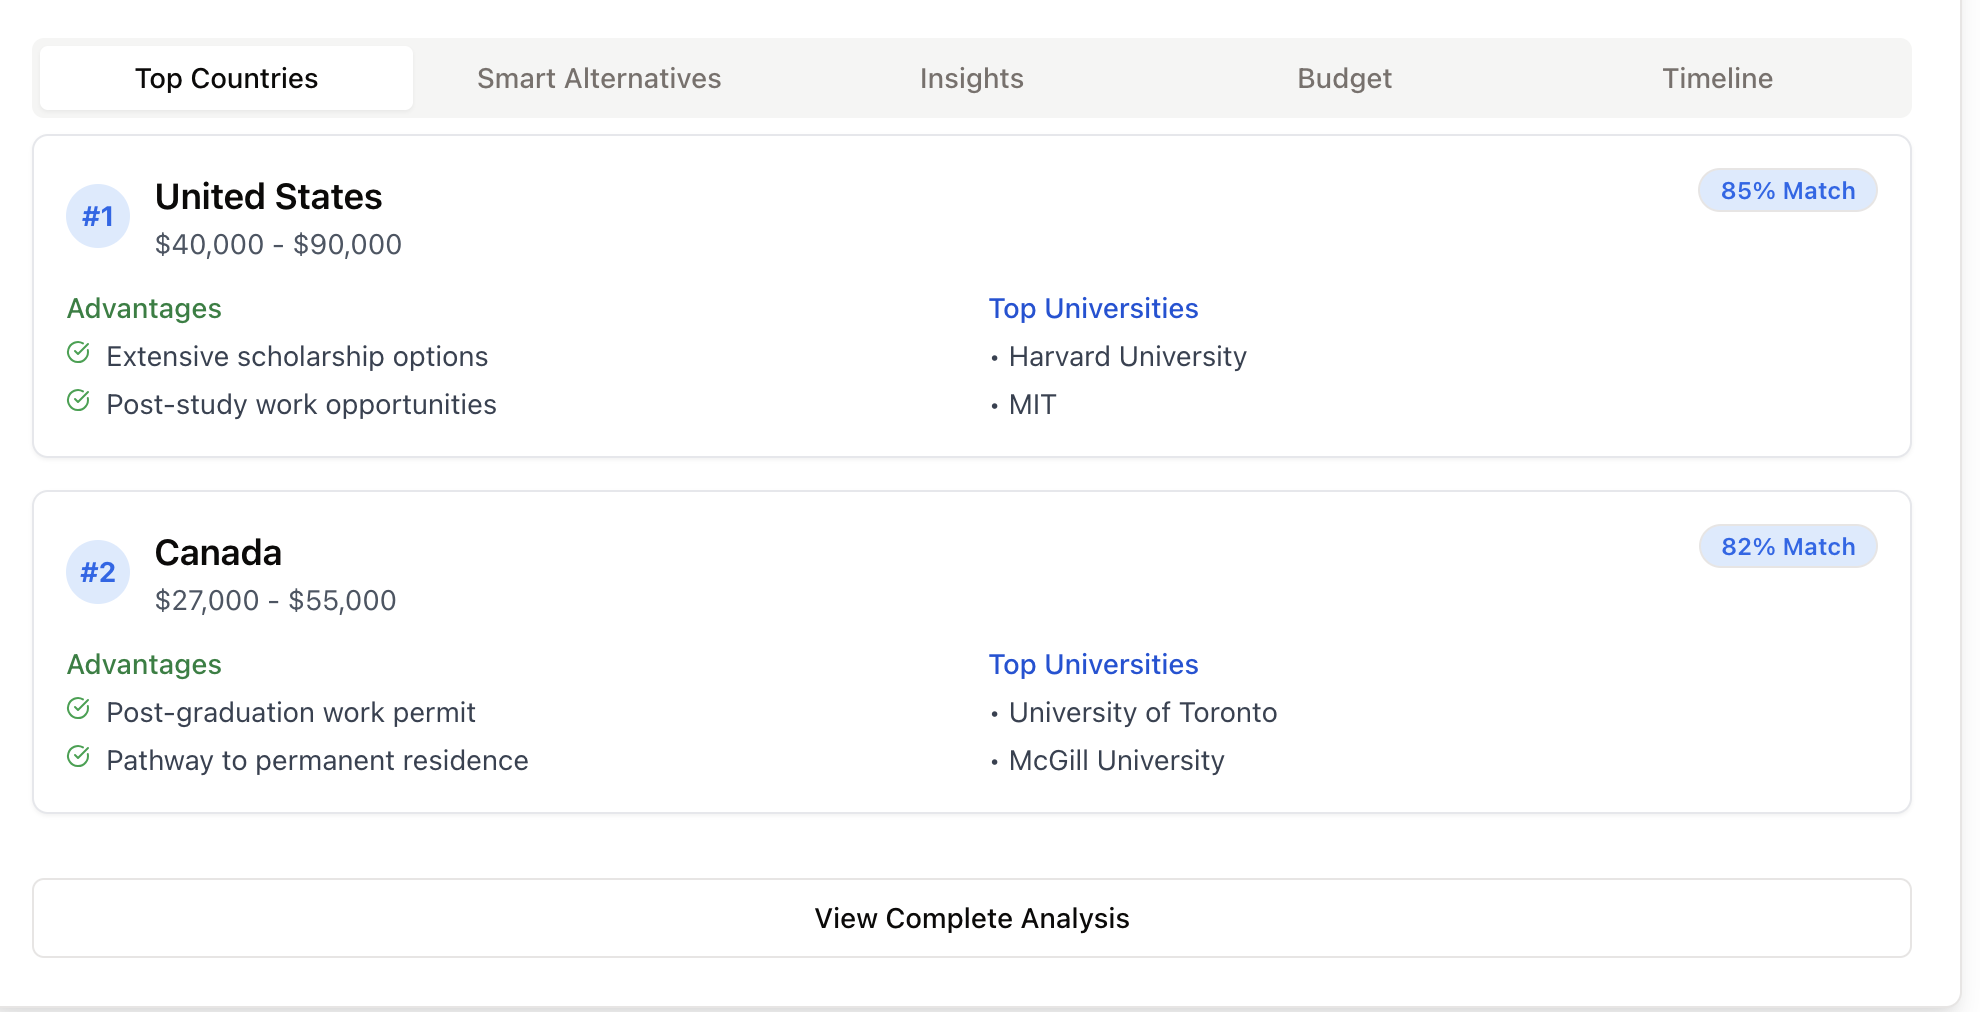 Top Countries
Smart Alternatives
Insights
Budget
Timeline
#1
United States
$40,000 - $90,000
85% Match
Advantages
Extensive scholarship options
Post-study work opportunities
Top Universities
• Harvard University
• MIT
#2
Canada
$27,000 - $55,000
82% Match
Advantages
Post-graduation work permit
Pathway to permanent residence
Top Universities
• University of Toronto
• McGill University
View Complete Analysis